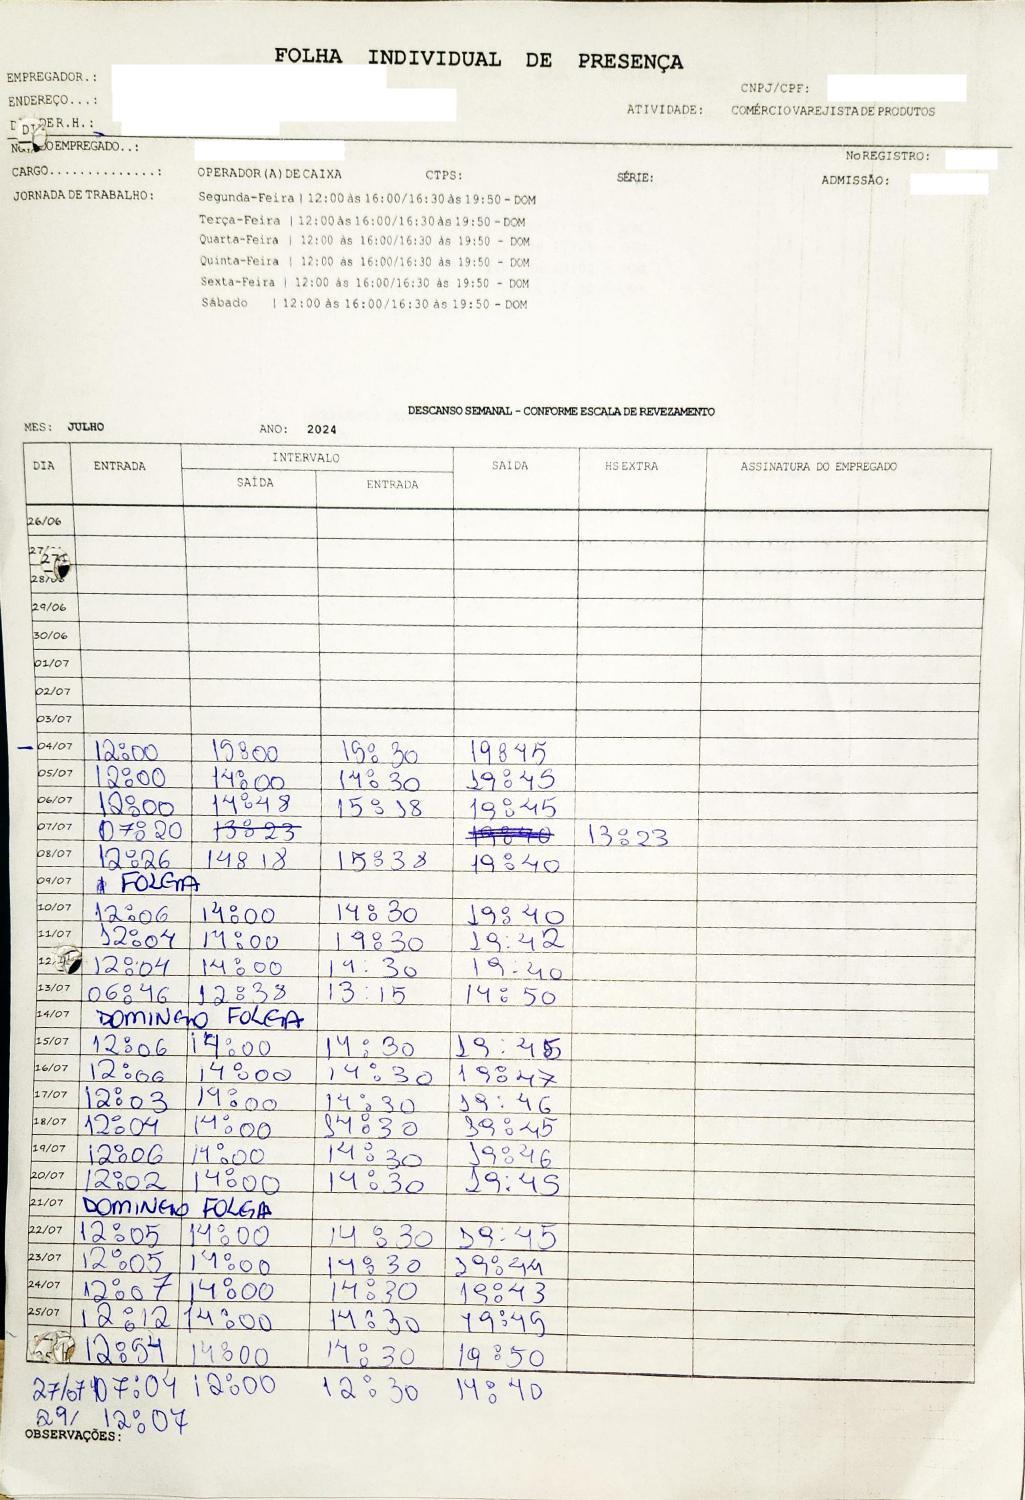 FOLHA INDIVIDUAL DE PRESENÇA
EMPREGADOR.:
CNPJ/CPF:
ENDEREÇO...:
ATIVIDADE: COMÉRCIO VAREJISTA DE PRODUTOS
ER.H.:
EMPREGADO..:
No REGISTRO:
CARGO..............: OPERADOR (A) DE CAIXA CTPS: SÉRIE: ADMISSÃO:
JORNADA DE TRABALHO: Segunda-Feira | 12:00 às 16:00/16:30 às 19:50 - DOM
Terça-Feira | 12:00 às 16:00/16:30 às 19:50 - DOM
Quarta-Feira | 12:00 às 16:00/16:30 às 19:50 - DOM
Quinta-Feira | 12:00 às 16:00/16:30 às 19:50 - DOM
Sexta-Feira | 12:00 às 16:00/16:30 às 19:50 - DOM
Sábado | 12:00 às 16:00/16:30 às 19:50 - DOM
DESCANSO SEMANAL - CONFORME ESCALA DE REVEZAMENTO
MES: JULHO ANO: 2024
DIA ENTRADA INTERVALO SAÍDA HS EXTRA ASSINATURA DO EMPREGADO
SAÍDA ENTRADA
26/06
27/
28/06
29/06
30/06
01/07
02/07
03/07
04/07 12:00 15:00 15:30 19:45
05/07 12:00 14:00 14:30 19:45
06/07 12:00 14:48 15:18 19:45
07/07 07:20 13:23 19:40 13:23
08/07 12:26 14:18 15:38 19:40
09/07 FOLGA
10/07 12:06 14:00 14:30 19:40
11/07 12:04 14:00 14:30 19:42
12 12:04 14:00 14:30 19:40
13/07 06:46 12:38 13:15 14:50
14/07 DOMINGO FOLGA
15/07 12:06 14:00 14:30 19:45
16/07 12:06 14:00 14:30 19:47
17/07 12:03 14:00 14:30 19:46
18/07 12:04 14:00 14:30 19:45
19/07 12:06 14:00 14:30 19:46
20/07 12:02 14:00 14:30 19:45
21/07 DOMINGO FOLGA
22/07 12:05 14:00 14:30 19:45
23/07 12:05 14:00 14:30 19:44
24/07 12:07 14:00 14:30 19:43
25/07 12:12 14:00 14:30 19:49
12:54 14:00 14:30 19:50
27/07 07:04 12:00 12:30 14:40
29/ 12:07
OBSERVAÇÕES: